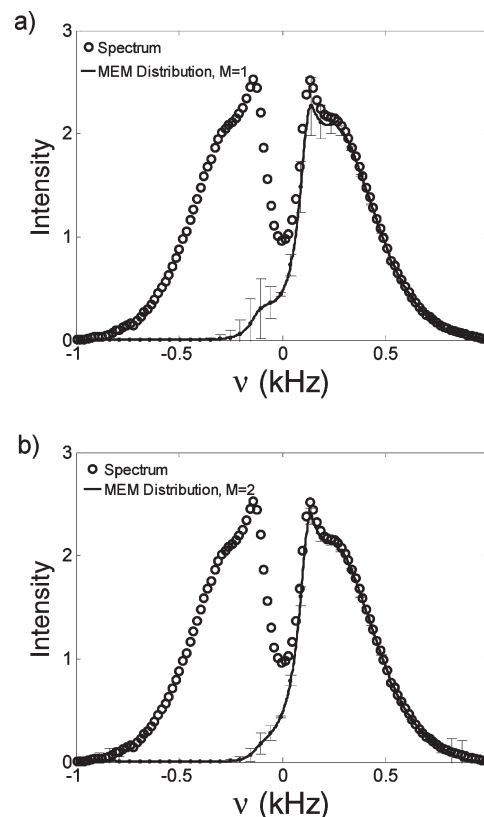 a)
3
Spectrum
MEM Distribution, M=1
2
Intensity
1
0
-1
-0.5
0
0.5
ν (kHz)
b)
3
Spectrum
MEM Distribution, M=2
2
Intensity
1
0
-1
-0.5
0
0.5
ν (kHz)